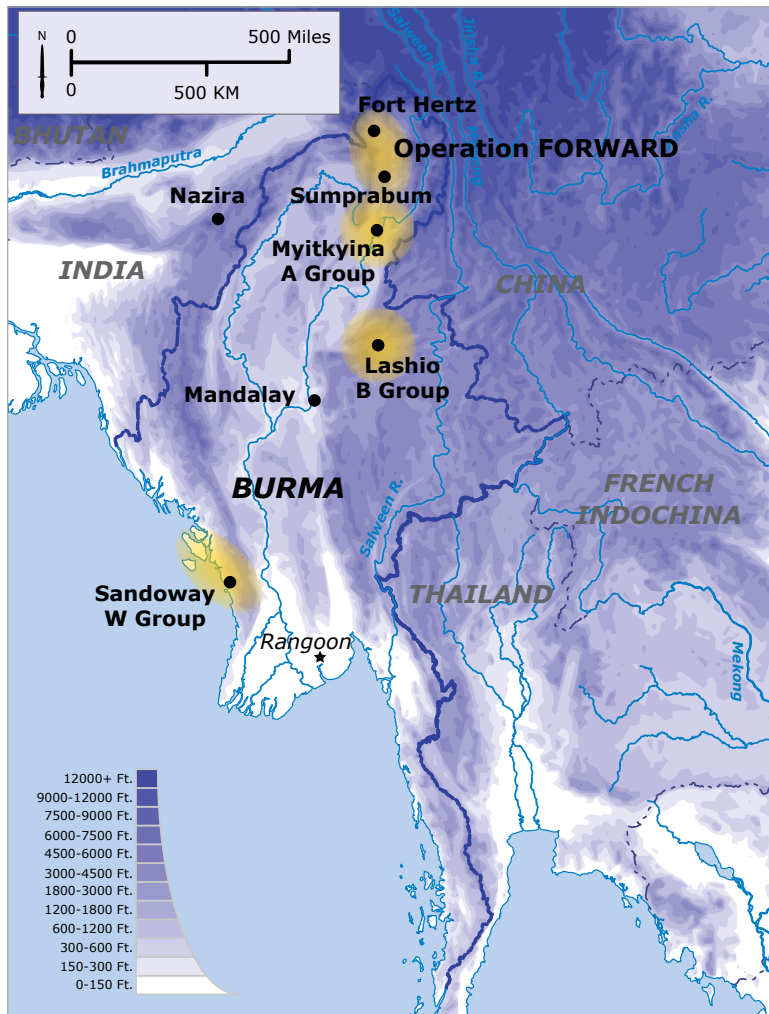 N
0
500 Miles
0
500 KM
Salween R.
Jinsha R.
Fort Hertz
BHUTAN
Brahmaputra
Operation FORWARD
Nazira
Sumprabum
Myitkyina
A Group
INDIA
CHINA
Lashio
B Group
Mandalay
BURMA
FRENCH
INDOCHINA
Salween R.
THAILAND
Sandoway
W Group
Rangoon
Mekong
12000+ Ft.
9000-12000 Ft.
7500-9000 Ft.
6000-7500 Ft.
4500-6000 Ft.
3000-4500 Ft.
1800-3000 Ft.
1200-1800 Ft.
600-1200 Ft.
300-600 Ft.
150-300 Ft.
0-150 Ft.